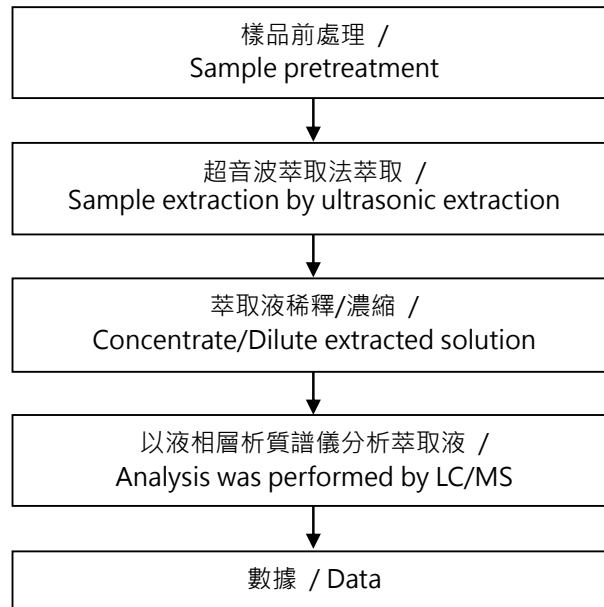 樣品前處理 /
Sample pretreatment
超音波萃取法萃取 /
Sample extraction by ultrasonic extraction
萃取液稀釋/濃縮 /
Concentrate/Dilute extracted solution
以液相層析質譜儀分析萃取液 /
Analysis was performed by LC/MS
數據 / Data